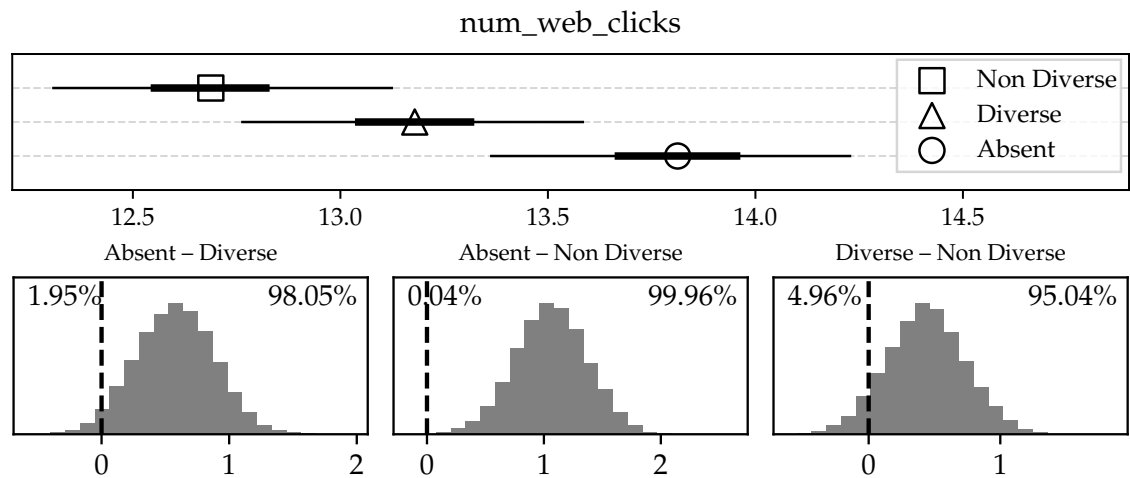 num_web_clicks
Non Diverse
Diverse
Absent
12.5 13.0 13.5 14.0 14.5
Absent – Diverse Absent – Non Diverse Diverse – Non Diverse
1.95% 98.05% 0.04% 99.96% 4.96% 95.04%
0 1 2 0 1 2 0 1